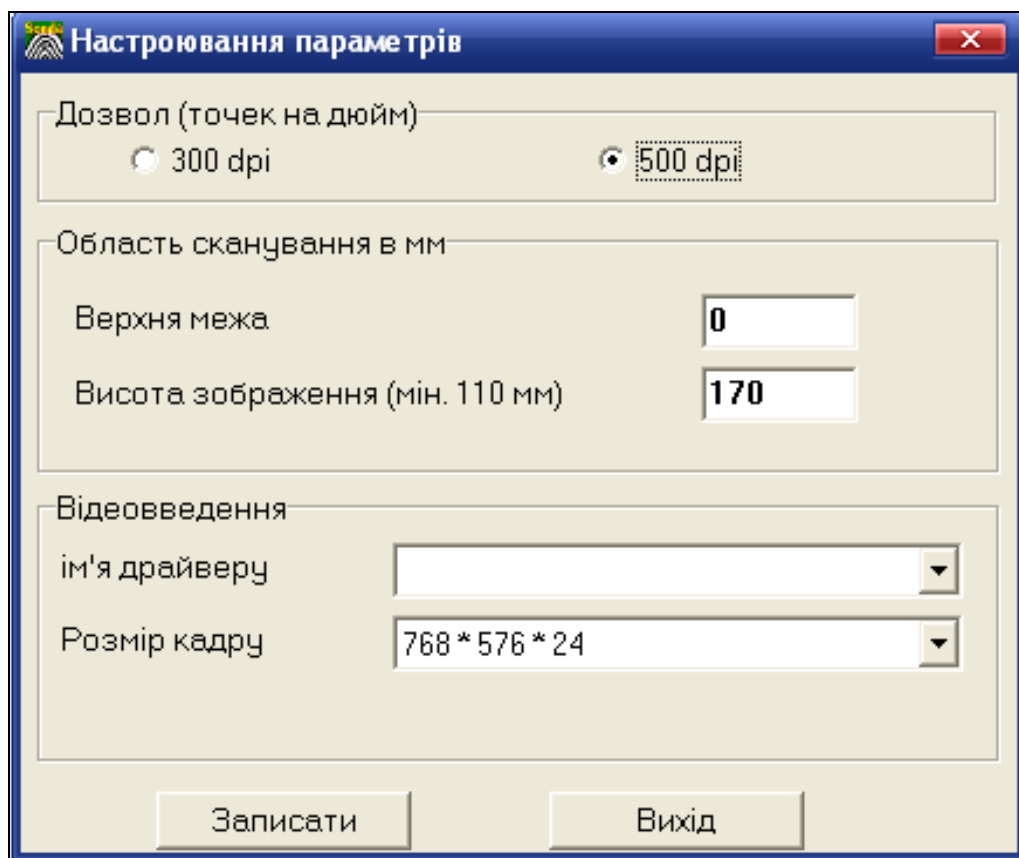 Настроювання параметрів
Дозвол (точек на дюйм)
300 dpi
500 dpi
Область сканування в мм
Верхня межа
0
Висота зображення (мін. 110 мм)
170
Відеовведення
ім'я драйверу
Розмір кадру
768 * 576 * 24
Записати
Вихід